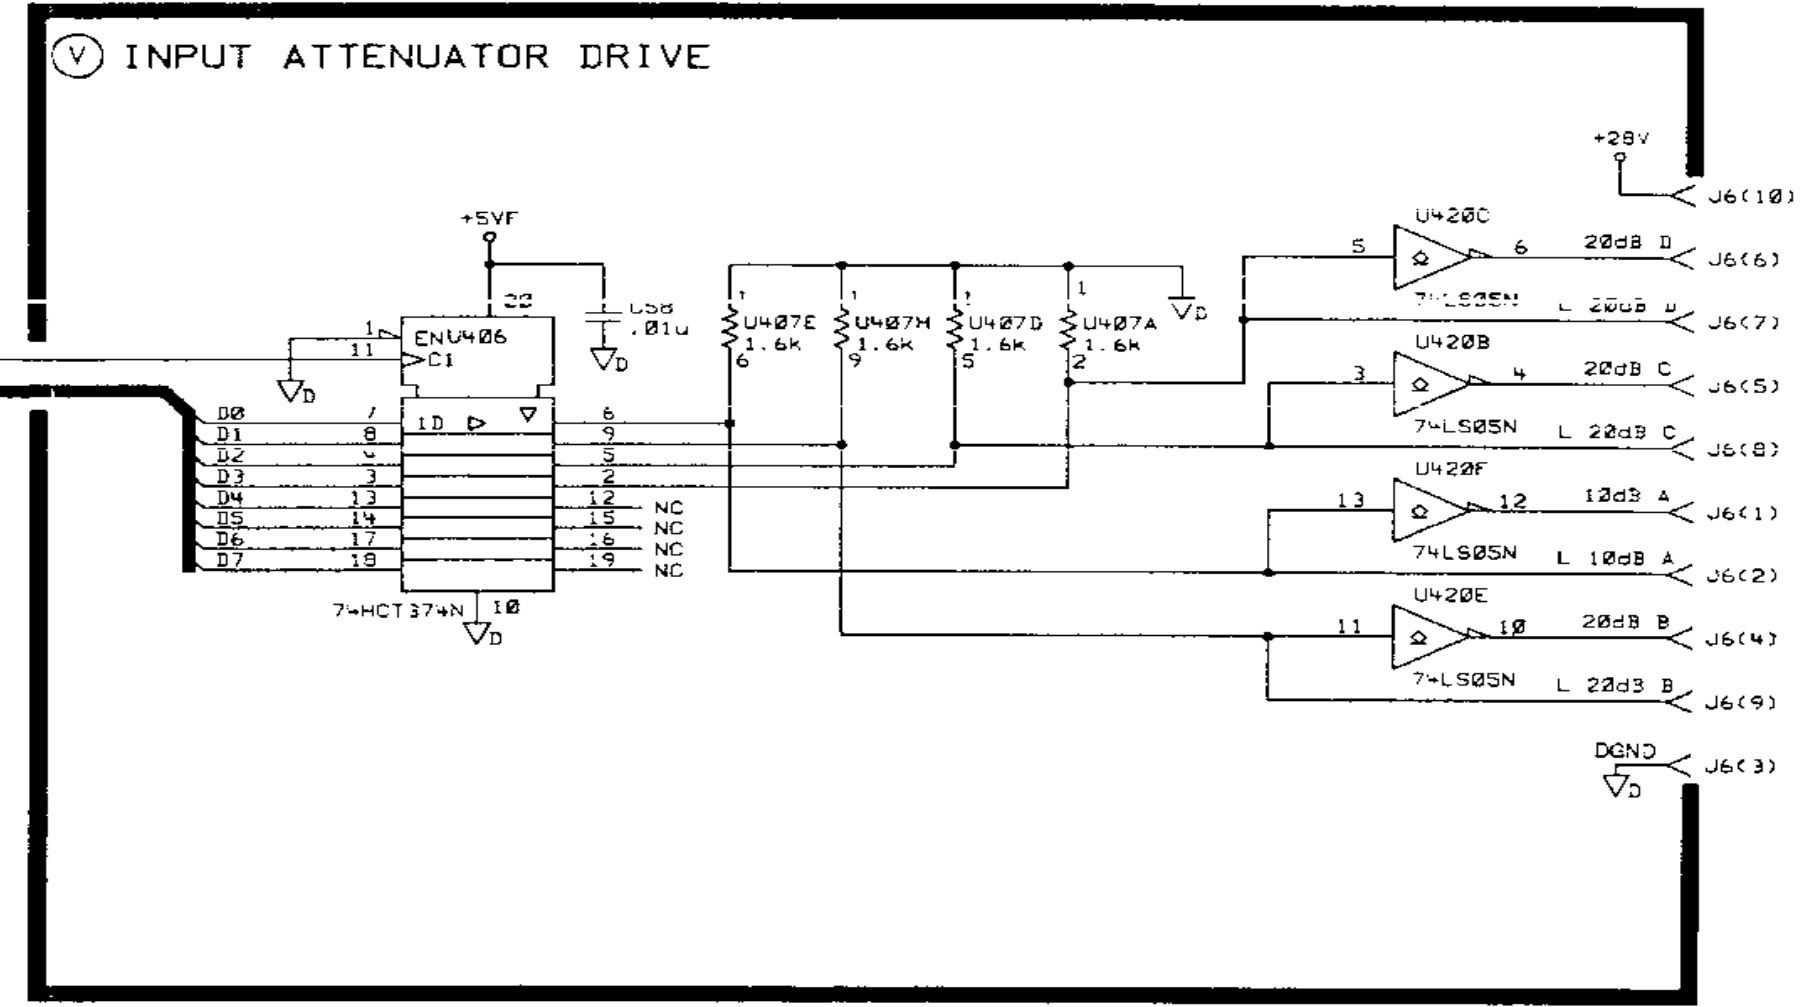 V INPUT ATTENUATOR DRIVE
+28V
J6(10)
+5VF
20
U420C
5
6
20dB D
J6(6)
74LS05N
L 20dB D
J6(7)
.01u
1
EN U406
11
C1
D
D
1
U407E
1.6K
6
1
U407H
1.6K
9
1
U407D
1.6K
5
1
U407A
1.6K
2
D
U420B
3
4
20dB C
J6(5)
74LS05N
L 20dB C
J6(8)
D0 7 1D 6
D1 8 9
D2 4 5
D3 3 2
D4 13 12 NC
D5 14 15 NC
D6 17 16 NC
D7 18 19 NC
74HCT374N
10
D
U420F
13
12
10dB A
J6(1)
74LS05N
L 10dB A
J6(2)
U420E
11
10
20dB B
J6(4)
74LS05N
L 20dB B
J6(9)
DGND
J6(3)
D